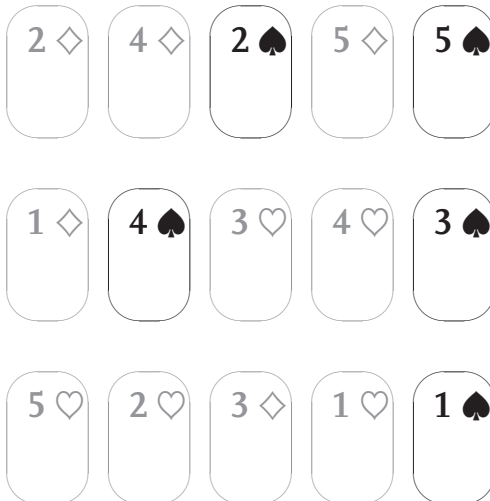 2 ♢ 4 ♢ 2 ♠ 5 ♢ 5 ♠
1 ♢ 4 ♠ 3 ♡ 4 ♡ 3 ♠
5 ♡ 2 ♡ 3 ♢ 1 ♡ 1 ♠